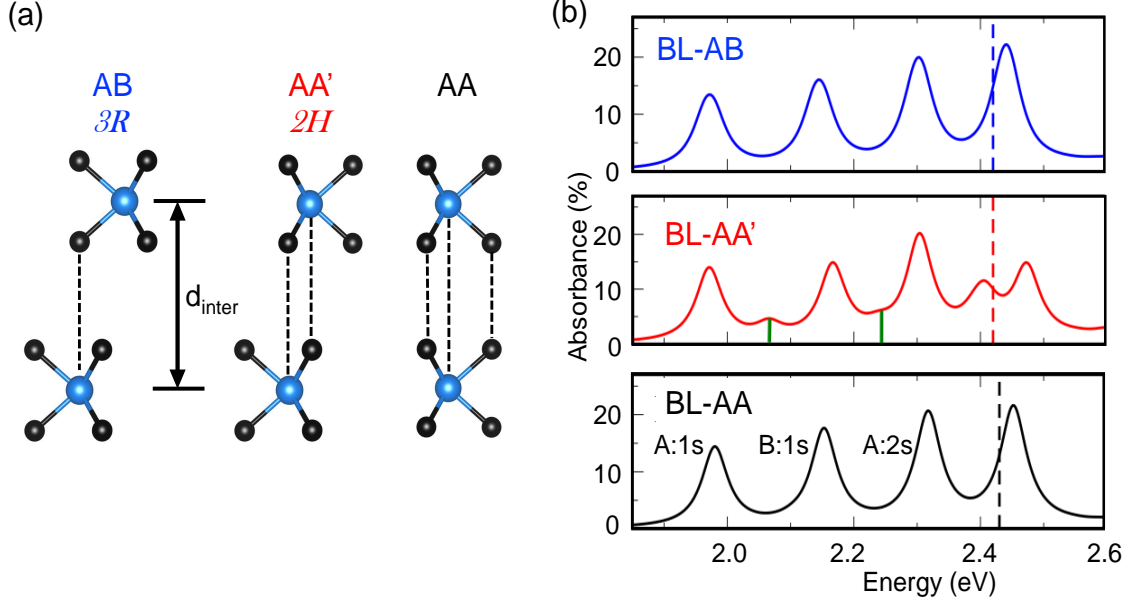 (a)
AB
3R
AA’
2H
AA
d_inter
(b)
Absorbance (%)
BL-AB
20
10
0
BL-AA’
20
10
0
BL-AA
A:1s
B:1s
A:2s
20
10
0
2.0
2.2
2.4
2.6
Energy (eV)